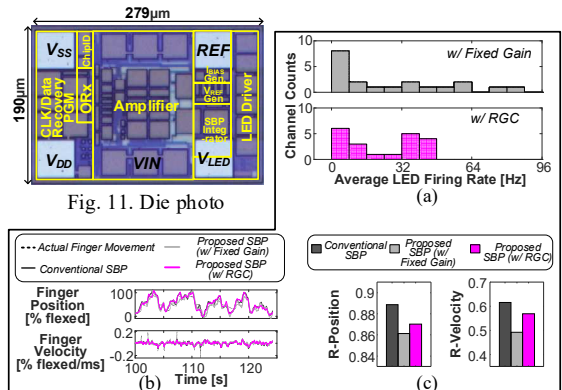 279μm
190μm
VSS
ChipID
REF
CLK/Data
Recovery
PGM
ORx
Amplifier
IBIAS
Gen
VREF
Gen
SBP
Integ
rator
LED Driver
VDD
VIN
VLED
Fig. 11. Die photo
Channel Counts
10
5
0
w/ Fixed Gain
10
5
0
w/ RGC
0 32 64 96
Average LED Firing Rate [Hz]
(a)
Actual Finger Movement
Conventional SBP
Proposed SBP
(w/ Fixed Gain)
Proposed SBP
(w/ RGC)
Finger
Position
[% flexed]
100
0
Finger
Velocity
[% flexed/ms]
0.2
-0.2
100 110 120
(b) Time [s]
Conventional
SBP
Proposed SBP (w/
Fixed Gain)
Proposed
SBP (w/ RGC)
R-Position
0.9
0.88
0.86
0.84
R-Velocity
0.7
0.6
0.5
0.4
(c)